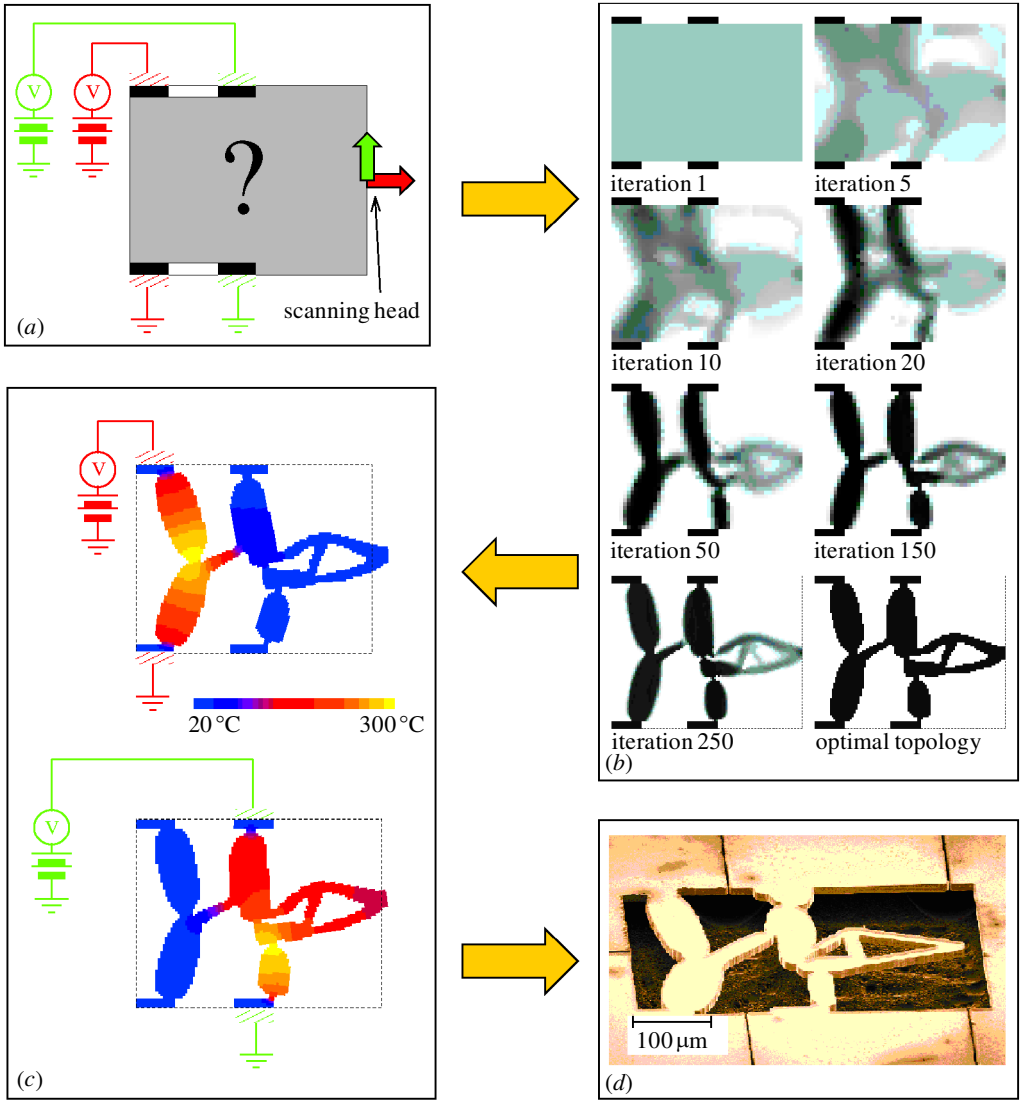 V
V
?
scanning head
(a)
iteration 1
iteration 5
iteration 10
iteration 20
iteration 50
iteration 150
iteration 250
optimal topology
(b)
V
20 °C
300 °C
V
(c)
100 μm
(d)